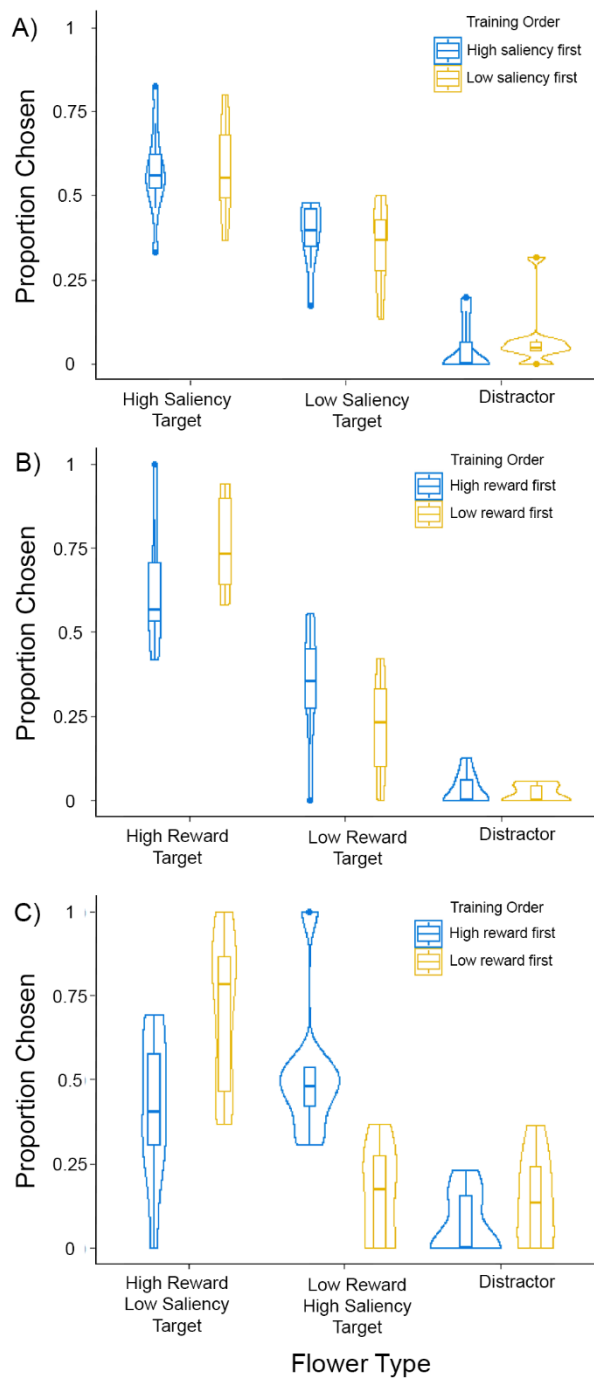 A)
Training Order
High saliency first
Low saliency first
Proportion Chosen
1
0.75
0.5
0.25
0
High Saliency
Target
Low Saliency
Target
Distractor
B)
Training Order
High reward first
Low reward first
Proportion Chosen
1
0.75
0.5
0.25
0
High Reward
Target
Low Reward
Target
Distractor
C)
Training Order
High reward first
Low reward first
Proportion Chosen
1
0.75
0.5
0.25
0
High Reward
Low Saliency
Target
Low Reward
High Saliency
Target
Distractor
Flower Type